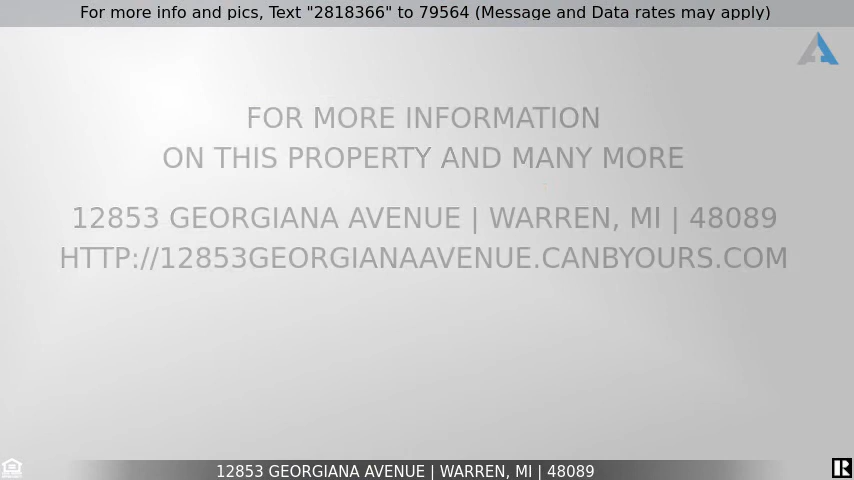 For more info and pics, Text "2818366" to 79564 (Message and Data rates may apply)
FOR MORE INFORMATION
ON THIS PROPERTY AND MANY MORE
12853 GEORGIANA AVENUE | WARREN, MI | 48089
HTTP://12853GEORGIANAAVENUE.CANBYOURS.COM
12853 GEORGIANA AVENUE | WARREN, MI | 48089